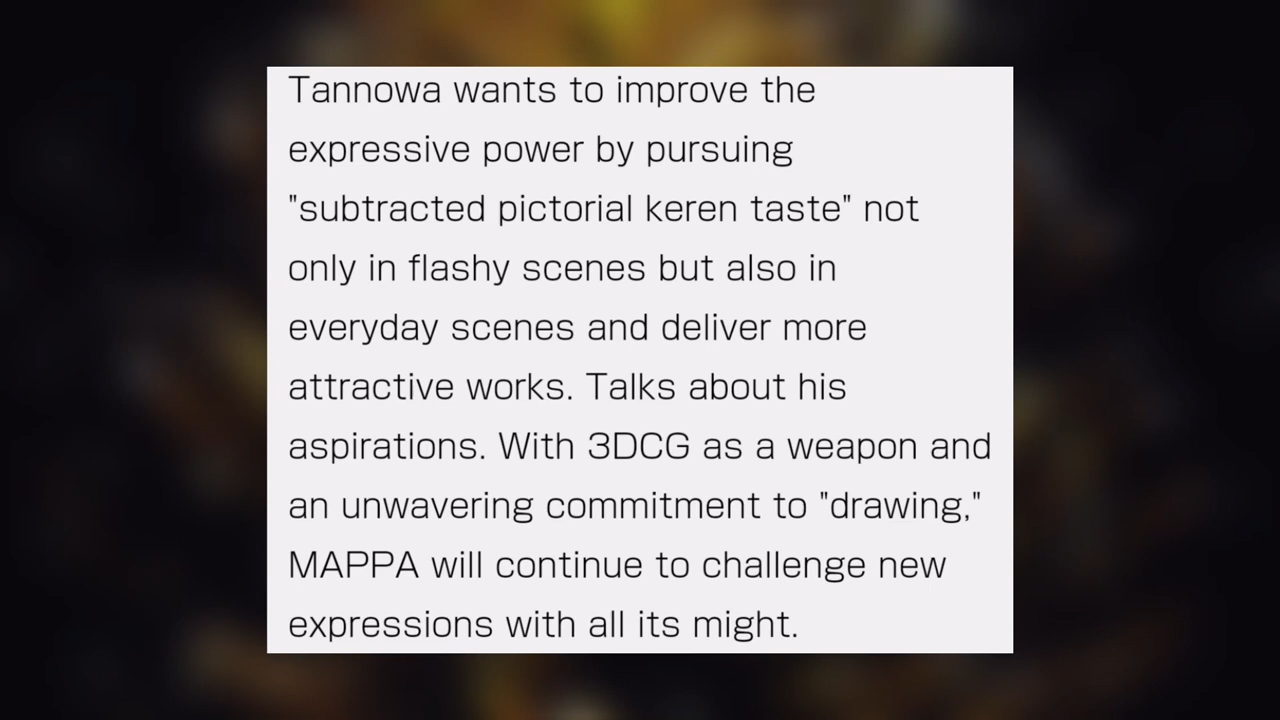 Tannowa wants to improve the
expressive power by pursuing
"subtracted pictorial keren taste" not
only in flashy scenes but also in
everyday scenes and deliver more
attractive works. Talks about his
aspirations. With 3DCG as a weapon and
an unwavering commitment to "drawing,"
MAPPA will continue to challenge new
expressions with all its might.